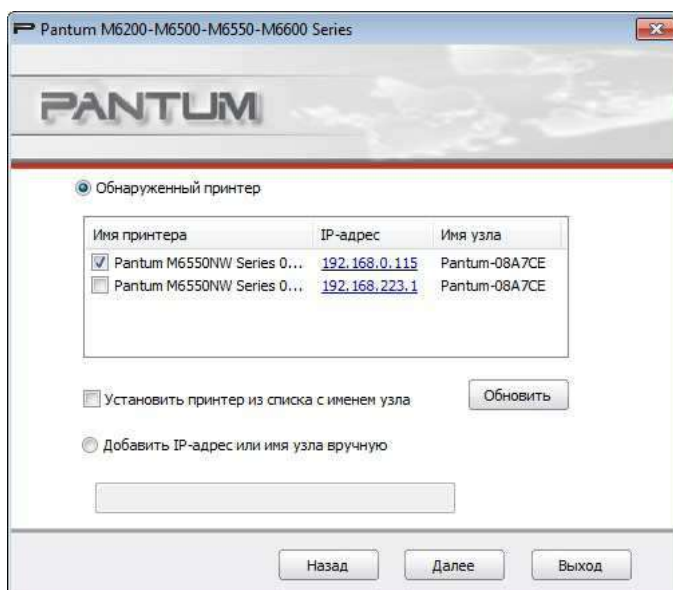 Pantum M6200-M6500-M6550-M6600 Series
PANTUM
Обнаруженный принтер
Имя принтера IP-адрес Имя узла
Pantum M6550NW Series 0... 192.168.0.115 Pantum-08A7CE
Pantum M6550NW Series 0... 192.168.223.1 Pantum-08A7CE
Установить принтер из списка с именем узла Обновить
Добавить IP-адрес или имя узла вручную
Назад Далее Выход